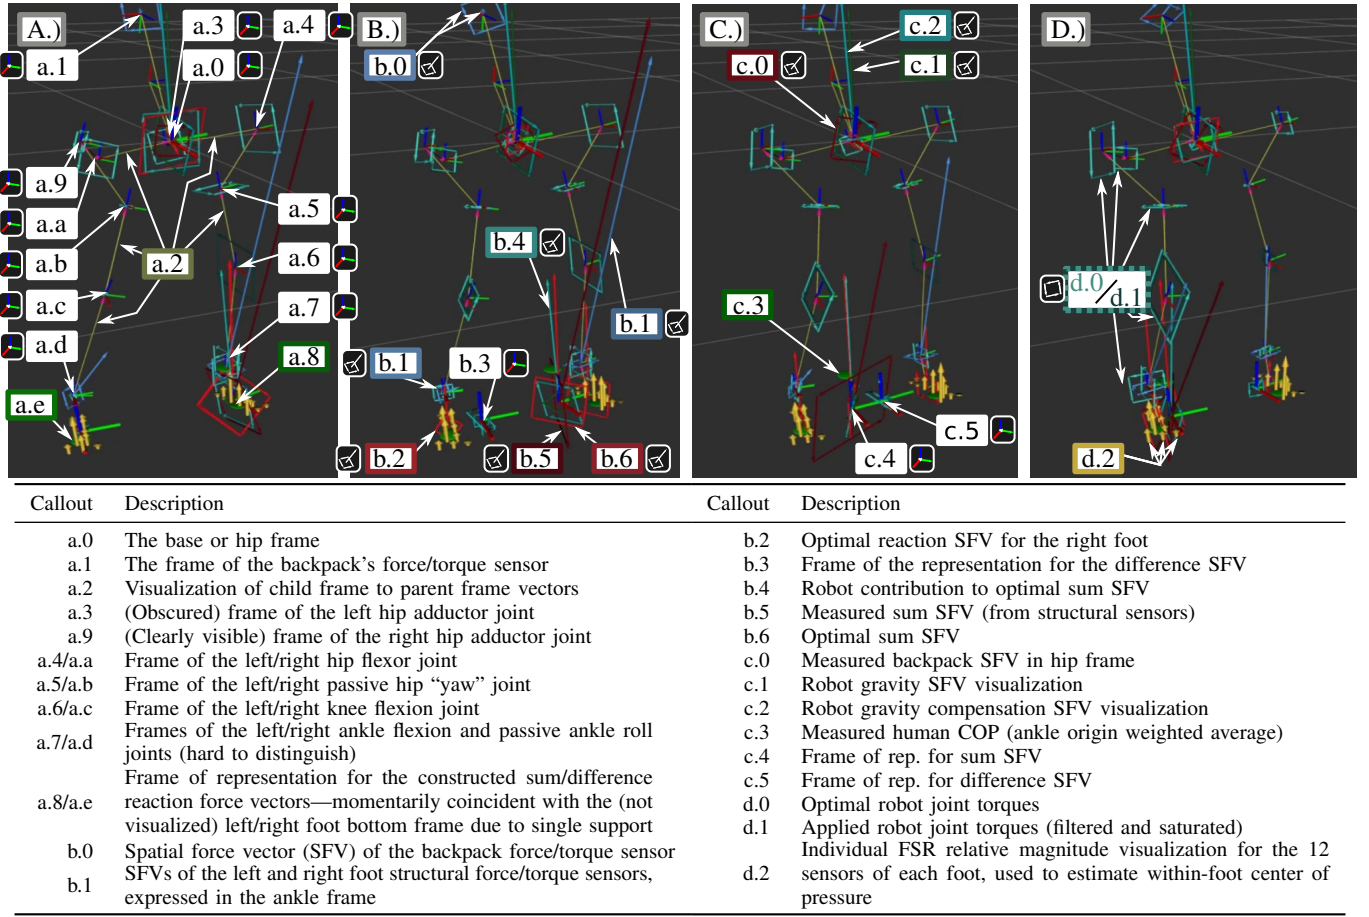 A.)
a.3
a.4
a.1
a.0
a.9
a.a
a.5
a.b
a.2
a.6
a.c
a.7
a.d
a.8
a.e
B.)
b.0
b.4
b.1
b.1
b.3
b.2
b.5
b.6
C.)
c.2
c.0
c.1
c.3
c.5
c.4
D.)
d.0/d.1
d.2
Callout Description
a.0 The base or hip frame
a.1 The frame of the backpack's force/torque sensor
a.2 Visualization of child frame to parent frame vectors
a.3 (Obscured) frame of the left hip adductor joint
a.9 (Clearly visible) frame of the right hip adductor joint
a.4/a.a Frame of the left/right hip flexor joint
a.5/a.b Frame of the left/right passive hip “yaw” joint
a.6/a.c Frame of the left/right knee flexion joint
a.7/a.d Frames of the left/right ankle flexion and passive ankle roll
joints (hard to distinguish)
Frame of representation for the constructed sum/difference
a.8/a.e reaction force vectors—momentarily coincident with the (not
visualized) left/right foot bottom frame due to single support
b.0 Spatial force vector (SFV) of the backpack force/torque sensor
b.1 SFVs of the left and right foot structural force/torque sensors,
expressed in the ankle frame
Callout Description
b.2 Optimal reaction SFV for the right foot
b.3 Frame of the representation for the difference SFV
b.4 Robot contribution to optimal sum SFV
b.5 Measured sum SFV (from structural sensors)
b.6 Optimal sum SFV
c.0 Measured backpack SFV in hip frame
c.1 Robot gravity SFV visualization
c.2 Robot gravity compensation SFV visualization
c.3 Measured human COP (ankle origin weighted average)
c.4 Frame of rep. for sum SFV
c.5 Frame of rep. for difference SFV
d.0 Optimal robot joint torques
d.1 Applied robot joint torques (filtered and saturated)
Individual FSR relative magnitude visualization for the 12
d.2 sensors of each foot, used to estimate within-foot center of
pressure